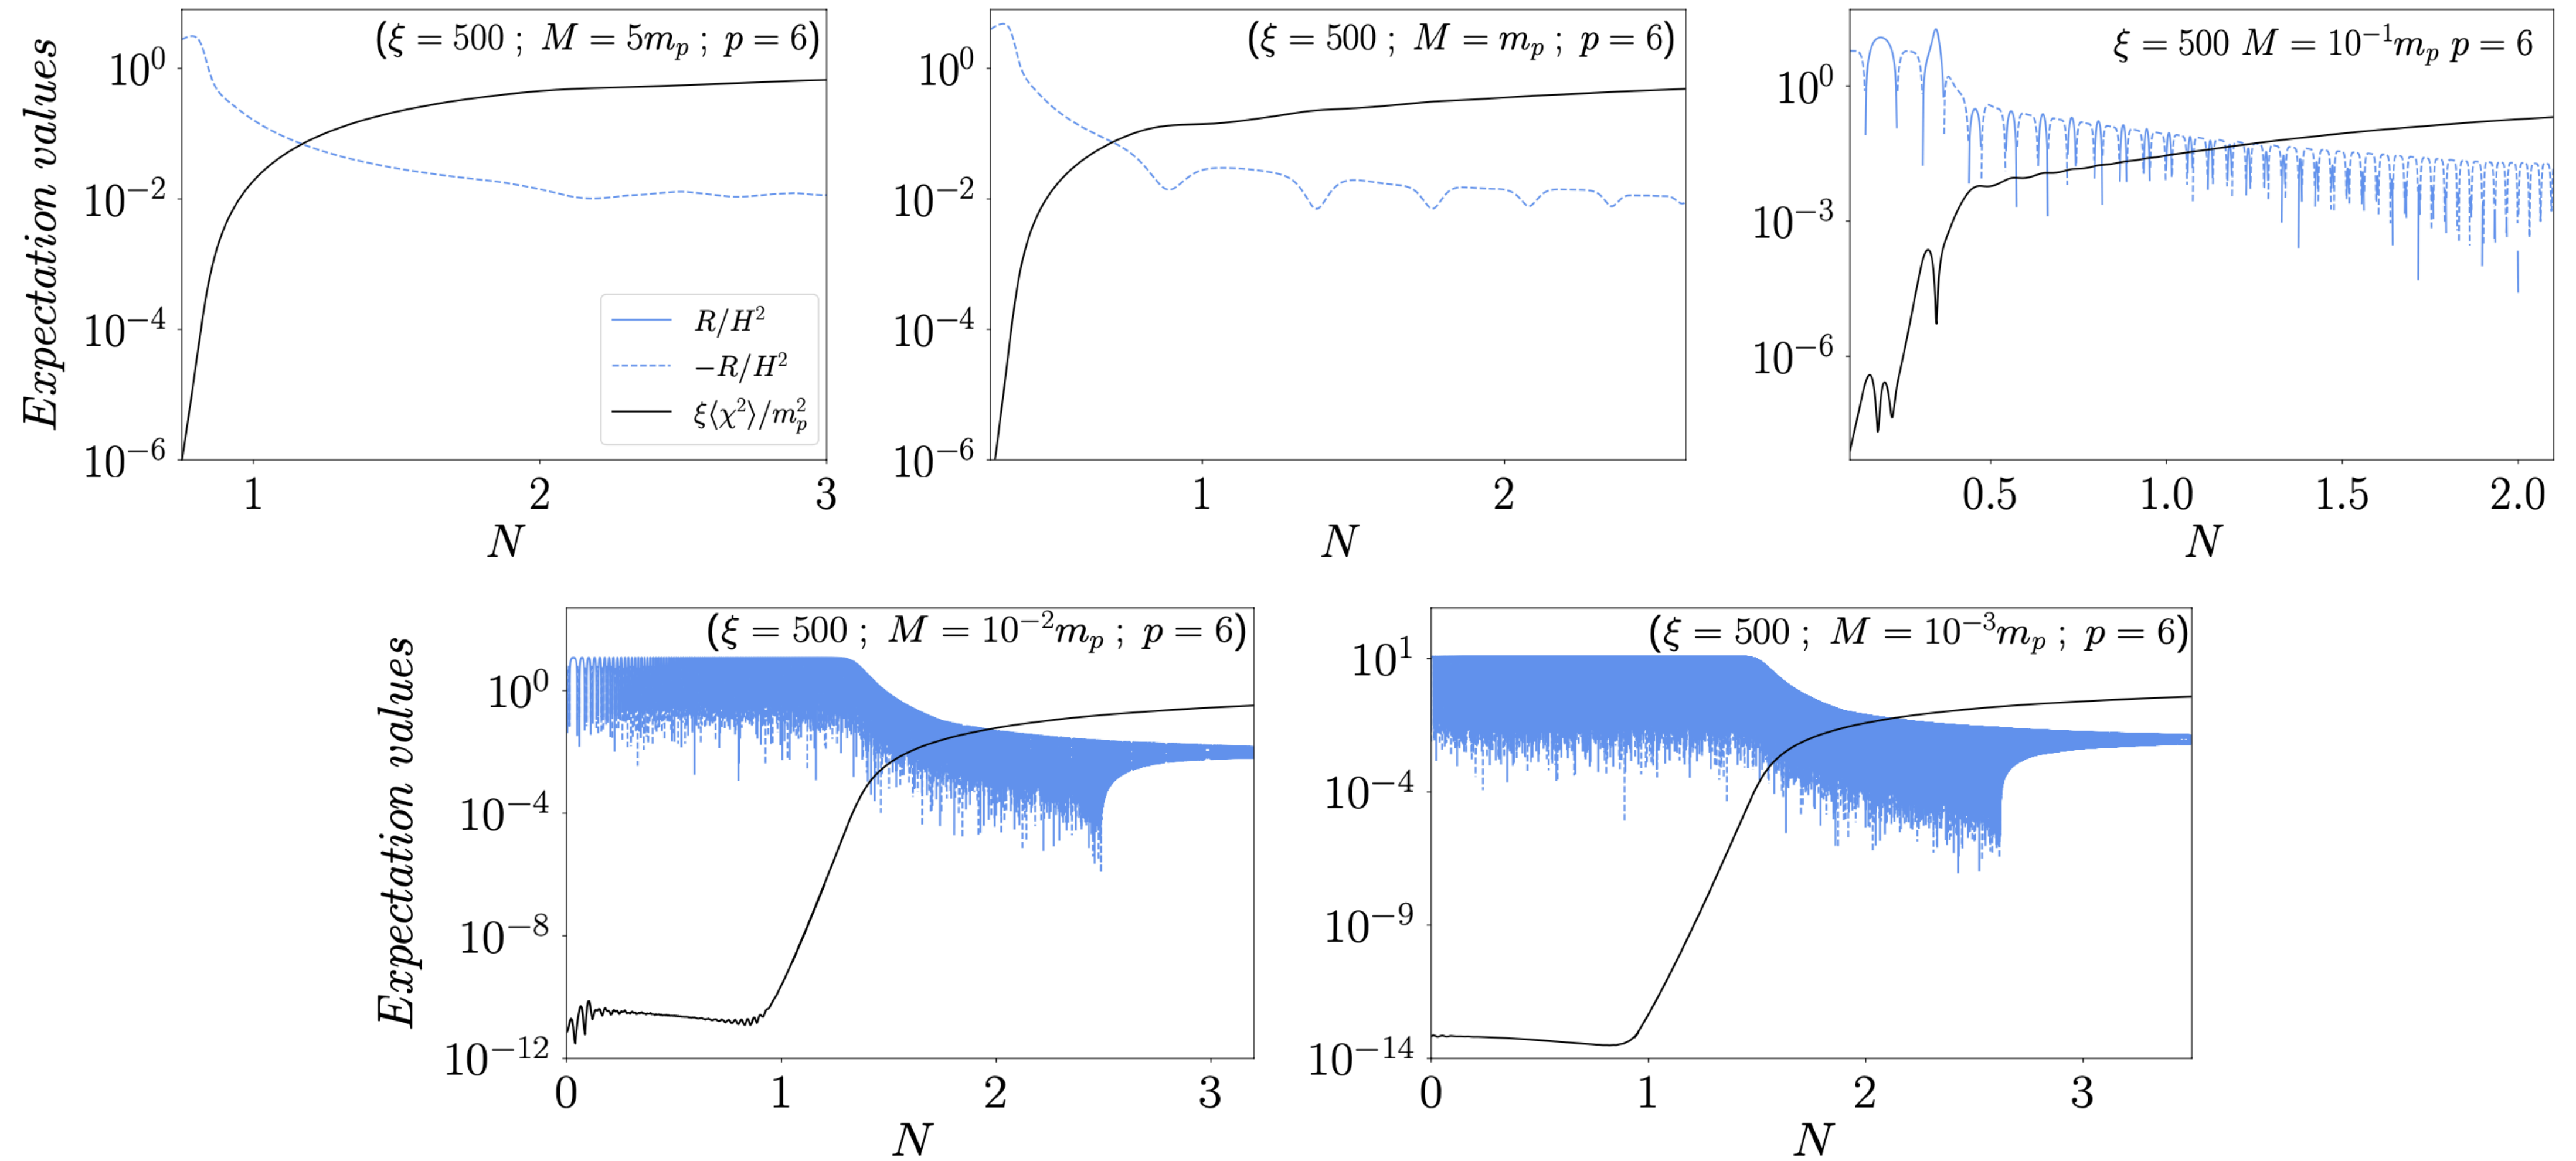 Expectation values
(ξ = 500 ; M = 5m_p ; p = 6)
10^0
10^−2
10^−4
10^−6
R/H^2
−R/H^2
ξ⟨χ^2⟩/m_p^2
1 2 3
N
(ξ = 500 ; M = m_p ; p = 6)
10^0
10^−2
10^−4
10^−6
1 2
N
ξ = 500 M = 10^−1m_p p = 6
10^0
10^−3
10^−6
0.5 1.0 1.5 2.0
N
Expectation values
(ξ = 500 ; M = 10^−2m_p ; p = 6)
10^0
10^−4
10^−8
10^−12
0 1 2 3
N
(ξ = 500 ; M = 10^−3m_p ; p = 6)
10^1
10^−4
10^−9
10^−14
0 1 2 3
N